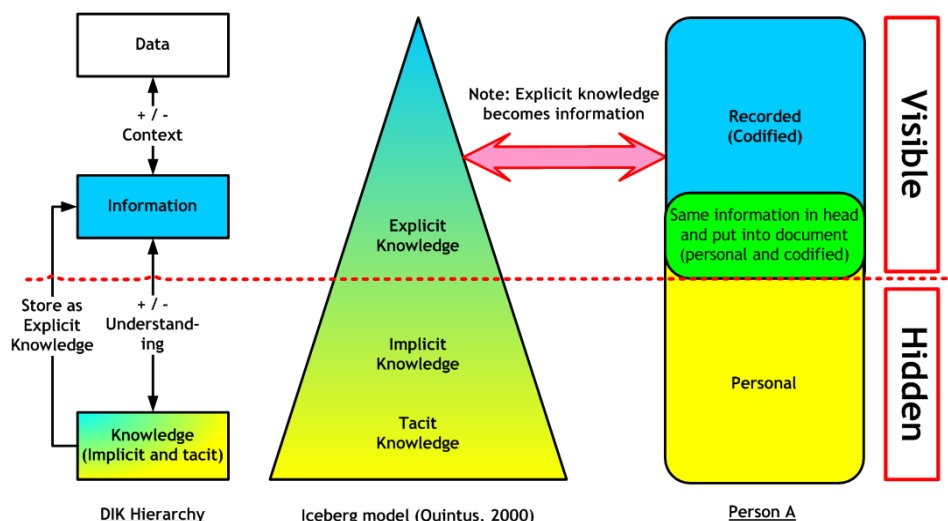 Data
+ / -
Context
Information
Store as
Explicit
Knowledge
+ / -
Understand-
ing
Knowledge
(Implicit and tacit)
DIK Hierarchy
Explicit
Knowledge
Implicit
Knowledge
Tacit
Knowledge
Iceberg model (Quintus, 2000)
Note: Explicit knowledge
becomes information
Recorded
(Codified)
Same information in head
and put into document
(personal and codified)
Personal
Person A
Visible
Hidden